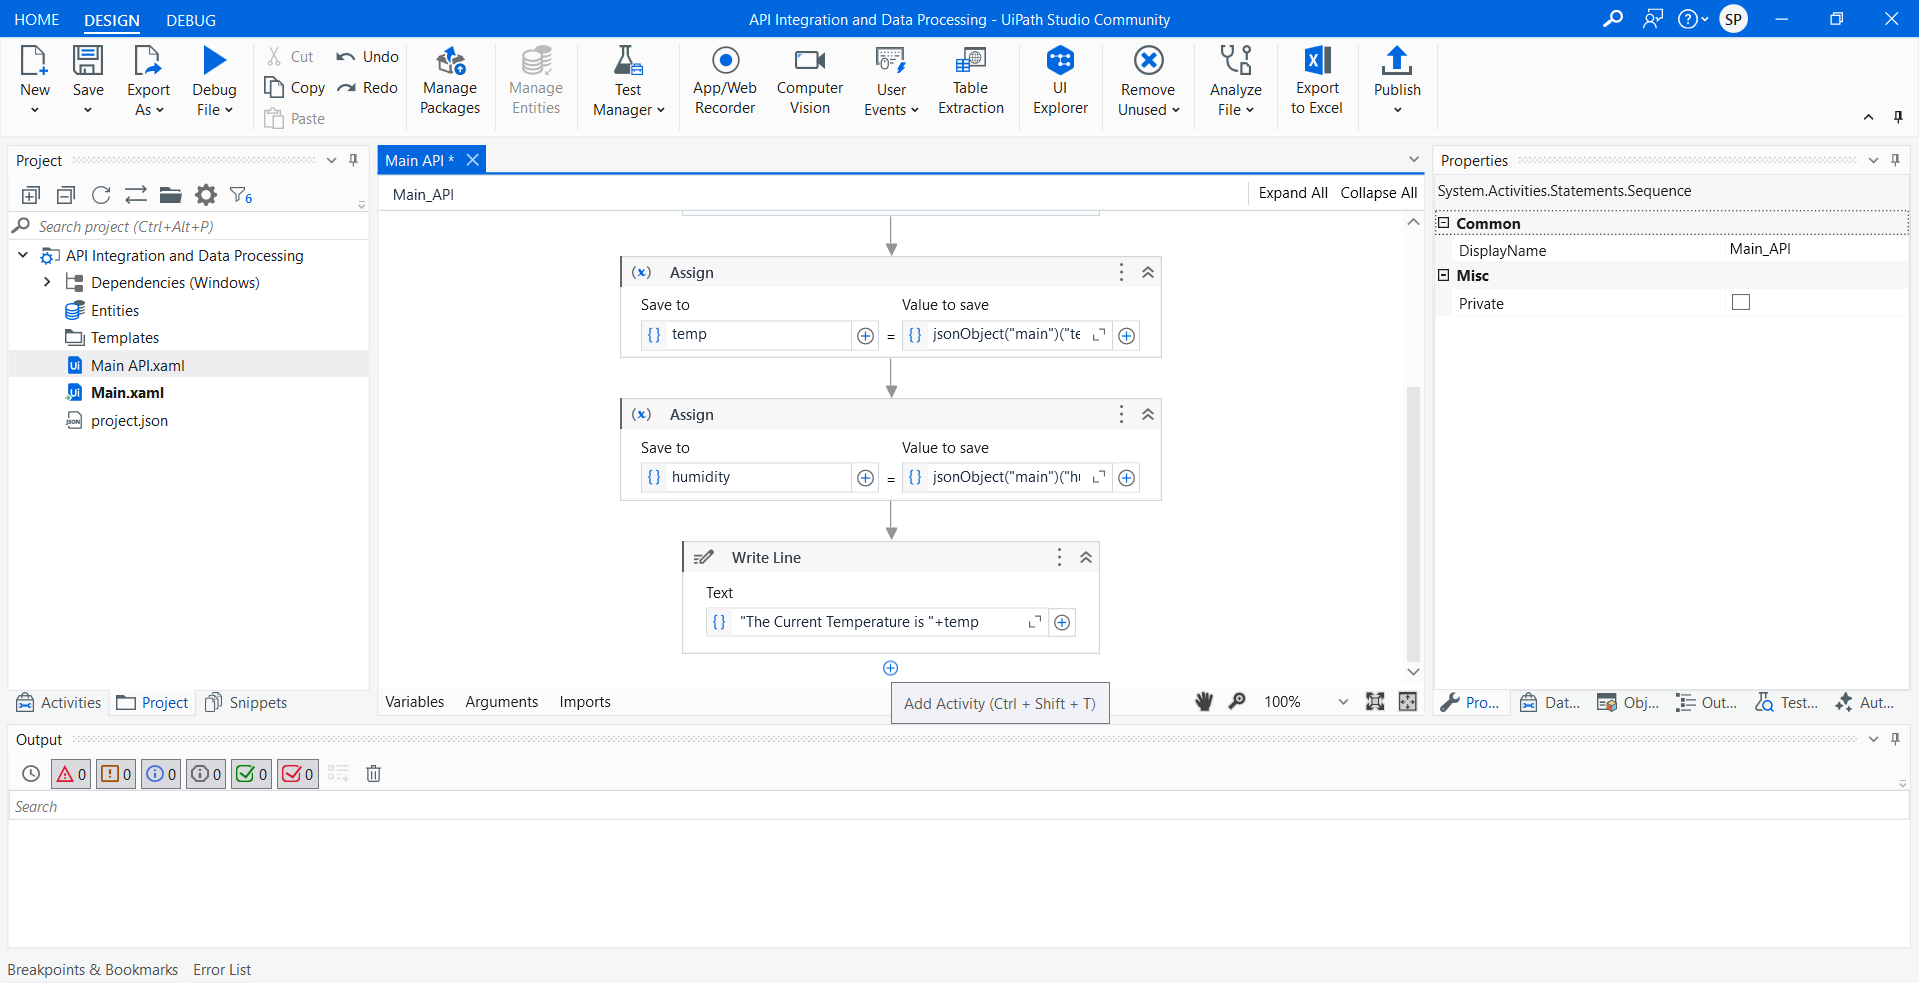 HOME DESIGN DEBUG
API Integration and Data Processing - UiPath Studio Community
SP
New
Save
Export As
Debug File
Cut
Copy
Paste
Undo
Redo
Manage Packages
Manage Entities
Test Manager
App/Web Recorder
Computer Vision
User Events
Table Extraction
UI Explorer
Remove Unused
Analyze File
Export to Excel
Publish
Project
6
Search project (Ctrl+Alt+P)
API Integration and Data Processing
Dependencies (Windows)
Entities
Templates
Ui Main API.xaml
Ui Main.xaml
JSON project.json
Activities Project Snippets
Main API *
Main_API
Expand All Collapse All
(x) Assign
Save to Value to save
{} temp = {} jsonObject("main")("te
(x) Assign
Save to Value to save
{} humidity = {} jsonObject("main")("hu
Write Line
Text
{} "The Current Temperature is "+temp
Variables Arguments Imports
Add Activity (Ctrl + Shift + T)
100%
Properties
System.Activities.Statements.Sequence
Common
DisplayName Main_API
Misc
Private
Pro... Dat... Obj... Out... Test... Aut...
Output
0 0 0 0 0 0
Search
Breakpoints & Bookmarks Error List